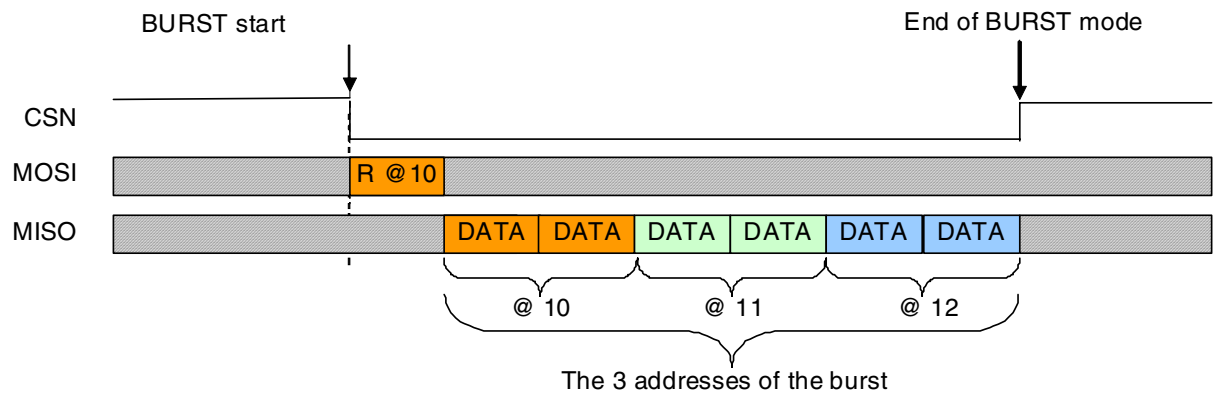 BURST start
End of BURST mode
CSN
MOSI
R @10
MISO
DATA DATA DATA DATA DATA DATA
@ 10
@ 11
@ 12
The 3 addresses of the burst